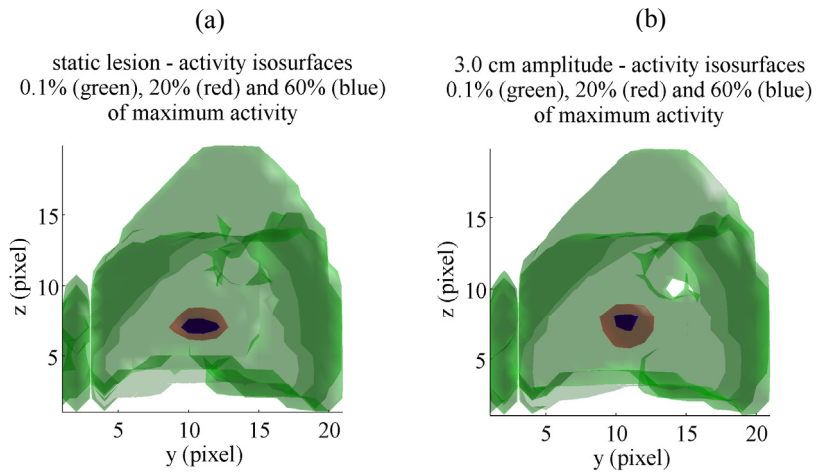 (a)
static lesion - activity isosurfaces
0.1% (green), 20% (red) and 60% (blue)
of maximum activity
15
10
5
z (pixel)
5
10
15
20
y (pixel)
(b)
3.0 cm amplitude - activity isosurfaces
0.1% (green), 20% (red) and 60% (blue)
of maximum activity
15
10
5
z (pixel)
5
10
15
20
y (pixel)